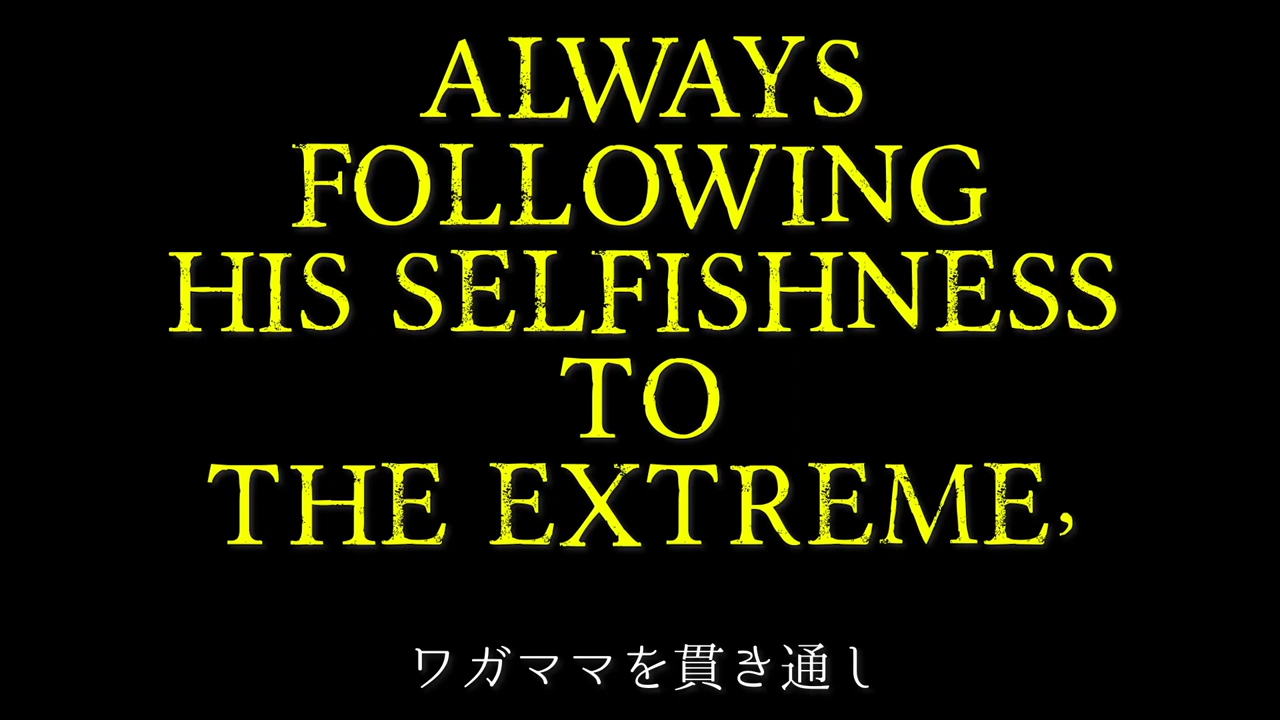 ALWAYS
FOLLOWING
HIS SELFISHNESS
TO
THE EXTREME,
ワガママを貫き通し